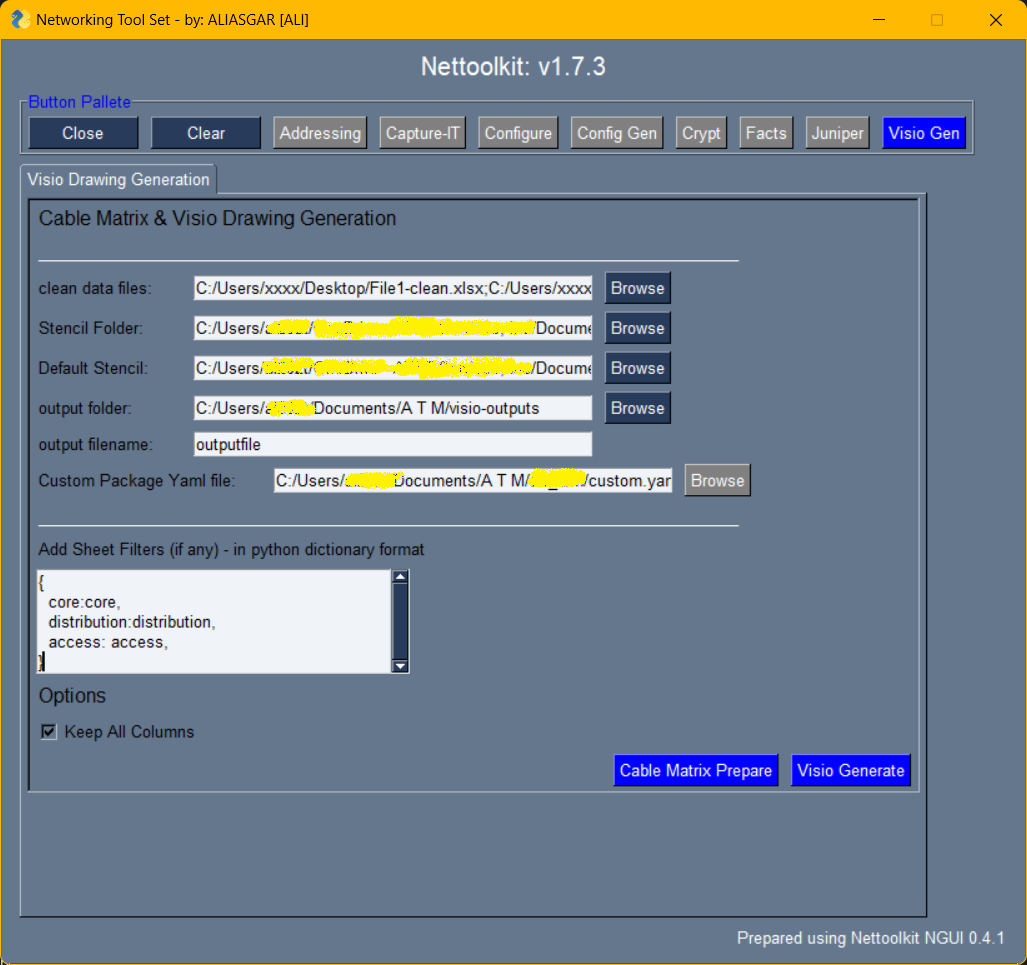 Networking Tool Set - by: ALIASGAR [ALI]
Nettoolkit: v1.7.3
Button Pallete
Close Clear Addressing Capture-IT Configure Config Gen Crypt Facts Juniper Visio Gen
Visio Drawing Generation
Cable Matrix & Visio Drawing Generation
clean data files: C:/Users/xxxx/Desktop/File1-clean.xlsx;C:/Users/xxxx Browse
Stencil Folder: C:/Users/ /Docume Browse
Default Stencil: C:/Users/ /Docume Browse
output folder: C:/Users/ /Documents/A T M/visio-outputs Browse
output filename: outputfile
Custom Package Yaml file: C:/Users/ Documents/A T M/ /custom.yar Browse
Add Sheet Filters (if any) - in python dictionary format
{
core:core,
distribution:distribution,
access: access,
}
Options
Keep All Columns
Cable Matrix Prepare Visio Generate
Prepared using Nettoolkit NGUI 0.4.1